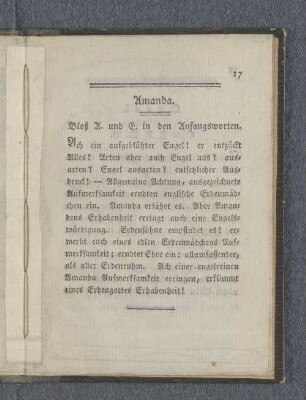 17
Amanda.
Bloß A. und E. in den Anfangsworten.
Ach ein aufgeblühter Engel! er entzückt
Alles! Arten aber auch Engel aus? aus-
arten? Engel ausarten? entsetzlicher Aus-
druck! — Allgemeine Achtung, ausgezeichnete
Aufmerksamkeit erndten englische Erdenmäd-
chen ein. Amanda erfährt es. Aber Aman-
dens Erhabenheit erringt auch eine Engels-
würdigung. Erdensöhne empfindet es! er-
werbt euch eines edlen Erdenmädchens Auf-
merksamkeit; erndtet Ehre ein: allumfassender,
als aller Erdenruhm. Ach einer engelreinen
Amanda Aufmerksamkeit erringen, erklimmt
eines Erdengottes Erhabenheit!